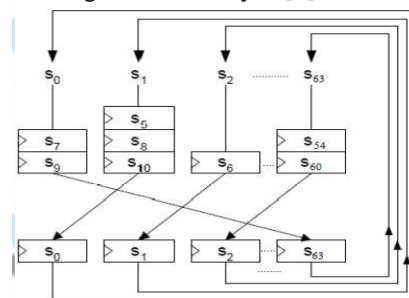 s0 s1 s2 ......... s63
s5
s7 s8 s54
s9 s10 s6 ..... s60
s0 s1 s2 ....... s63
..........